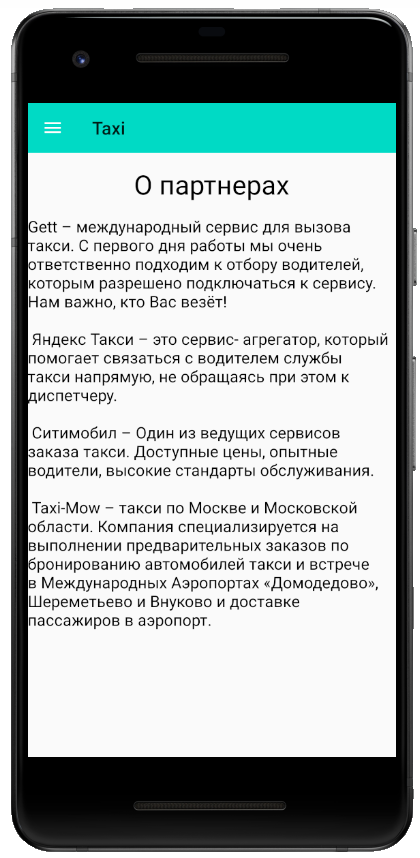 Taxi
О партнерах
Gett – международный сервис для вызова
такси. С первого дня работы мы очень
ответственно подходим к отбору водителей,
которым разрешено подключаться к сервису.
Нам важно, кто Вас везёт!
Яндекс Такси – это сервис- агрегатор, который
помогает связаться с водителем службы
такси напрямую, не обращаясь при этом к
диспетчеру.
Ситимобил – Один из ведущих сервисов
заказа такси. Доступные цены, опытные
водители, высокие стандарты обслуживания.
Taxi-Mow – такси по Москве и Московской
области. Компания специализируется на
выполнении предварительных заказов по
бронированию автомобилей такси и встрече
в Международных Аэропортах «Домодедово»,
Шереметьево и Внуково и доставке
пассажиров в аэропорт.